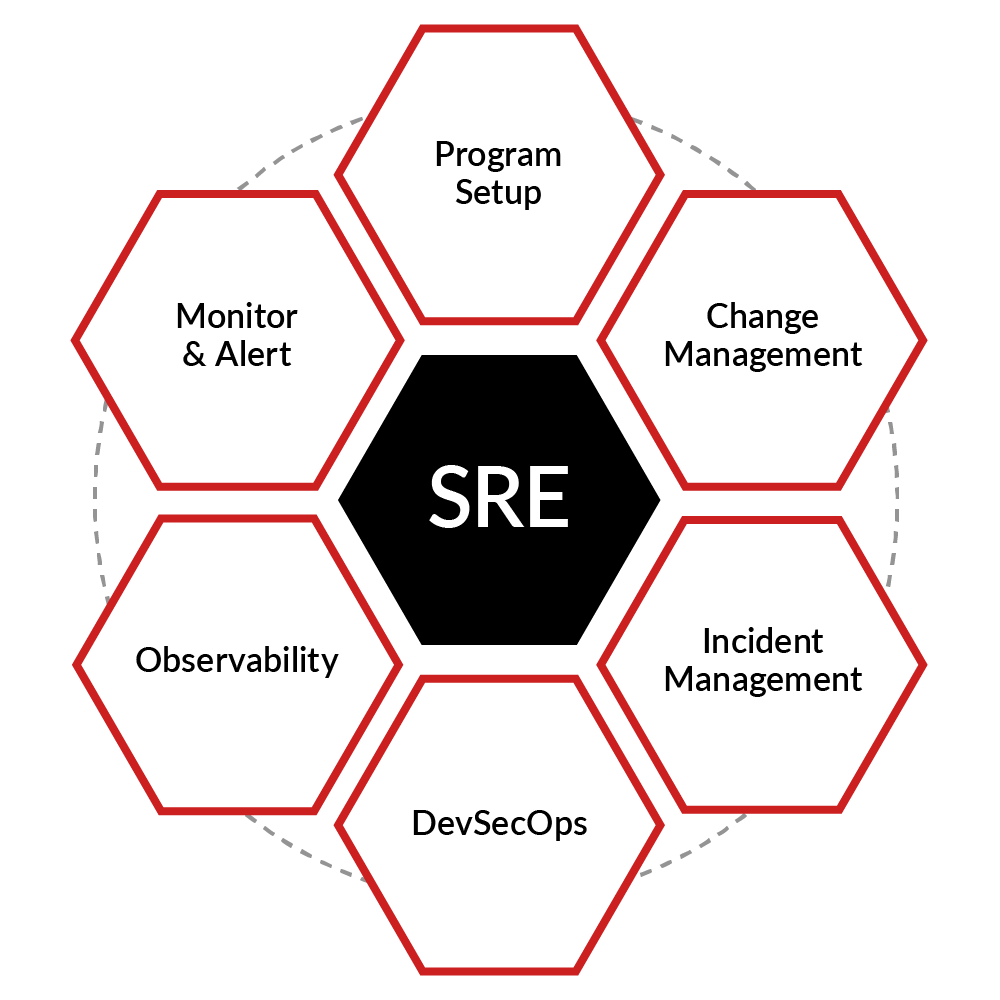 Program
Setup
Monitor
& Alert
Change
Management
SRE
Observability
Incident
Management
DevSecOps